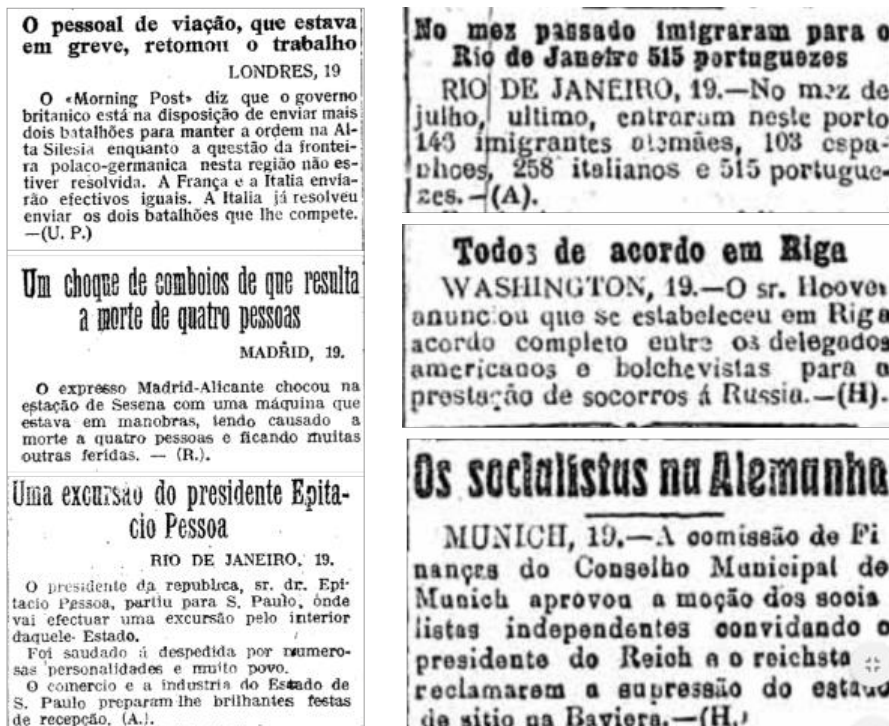 O pessoal de viação, que estava
em greve, retomou o trabalho
LONDRES, 19
O «Morning Post» diz que o governo
britanico está na disposição de enviar mais
dois batalhões para manter a ordem na Al-
ta Silesia enquanto a questão da frontei-
ra polaco-germanica nesta região não es-
tiver resolvida. A França e a Italia envia-
rão efectivos iguais. A Italia já resolveu
enviar os dois batalhões que lhe compete.
—(U. P.)
Um choque de comboios de que resulta
a morte de quatro pessoas
MADRID, 19.
O expresso Madrid-Alicante chocou na
estação de Sesena com uma máquina que
estava em manobras, tendo causado a
morte a quatro pessoas e ficando muitas
outras feridas. — (R.).
Uma excursão do presidente Epita-
cio Pessoa
RIO DE JANEIRO, 19.
O presidente da republica, sr. dr. Epi-
tacio Pessoa, partiu para S. Paulo, onde
vai efectuar uma excursão pelo interior
daquele Estado.
Foi saudado á despedida por numero-
sas personalidades e muito povo.
O comercio e a industria do Estado de
S. Paulo preparam-lhe brilhantes festas
de recepção. (A.).
No mez passado imigraram para o
Rio de Janeiro 515 portuguezes
RIO DE JANEIRO, 19.—No mez de
julho, ultimo, entraram neste porto
143 imigrantes alemães, 103 espa-
nhoes, 258 italianos e 515 portugue-
zes.—(A).
Todos de acordo em Riga
WASHINGTON, 19.—O sr. Hoover
anunciou que se estabeleceu em Riga
acordo completo entre os delegados
americanos e bolchevistas para a
prestação de socorros á Russia.—(H).
Os socialistas na Alemanha
MUNICH, 19.—A comissão de Fi
nanças do Conselho Municipal de
Munich aprovou a moção dos socia
listas independentes convidando o
presidente do Reich e o reichsta
reclamarem a supressão do estado
de sitio na Baviera.—(H.)